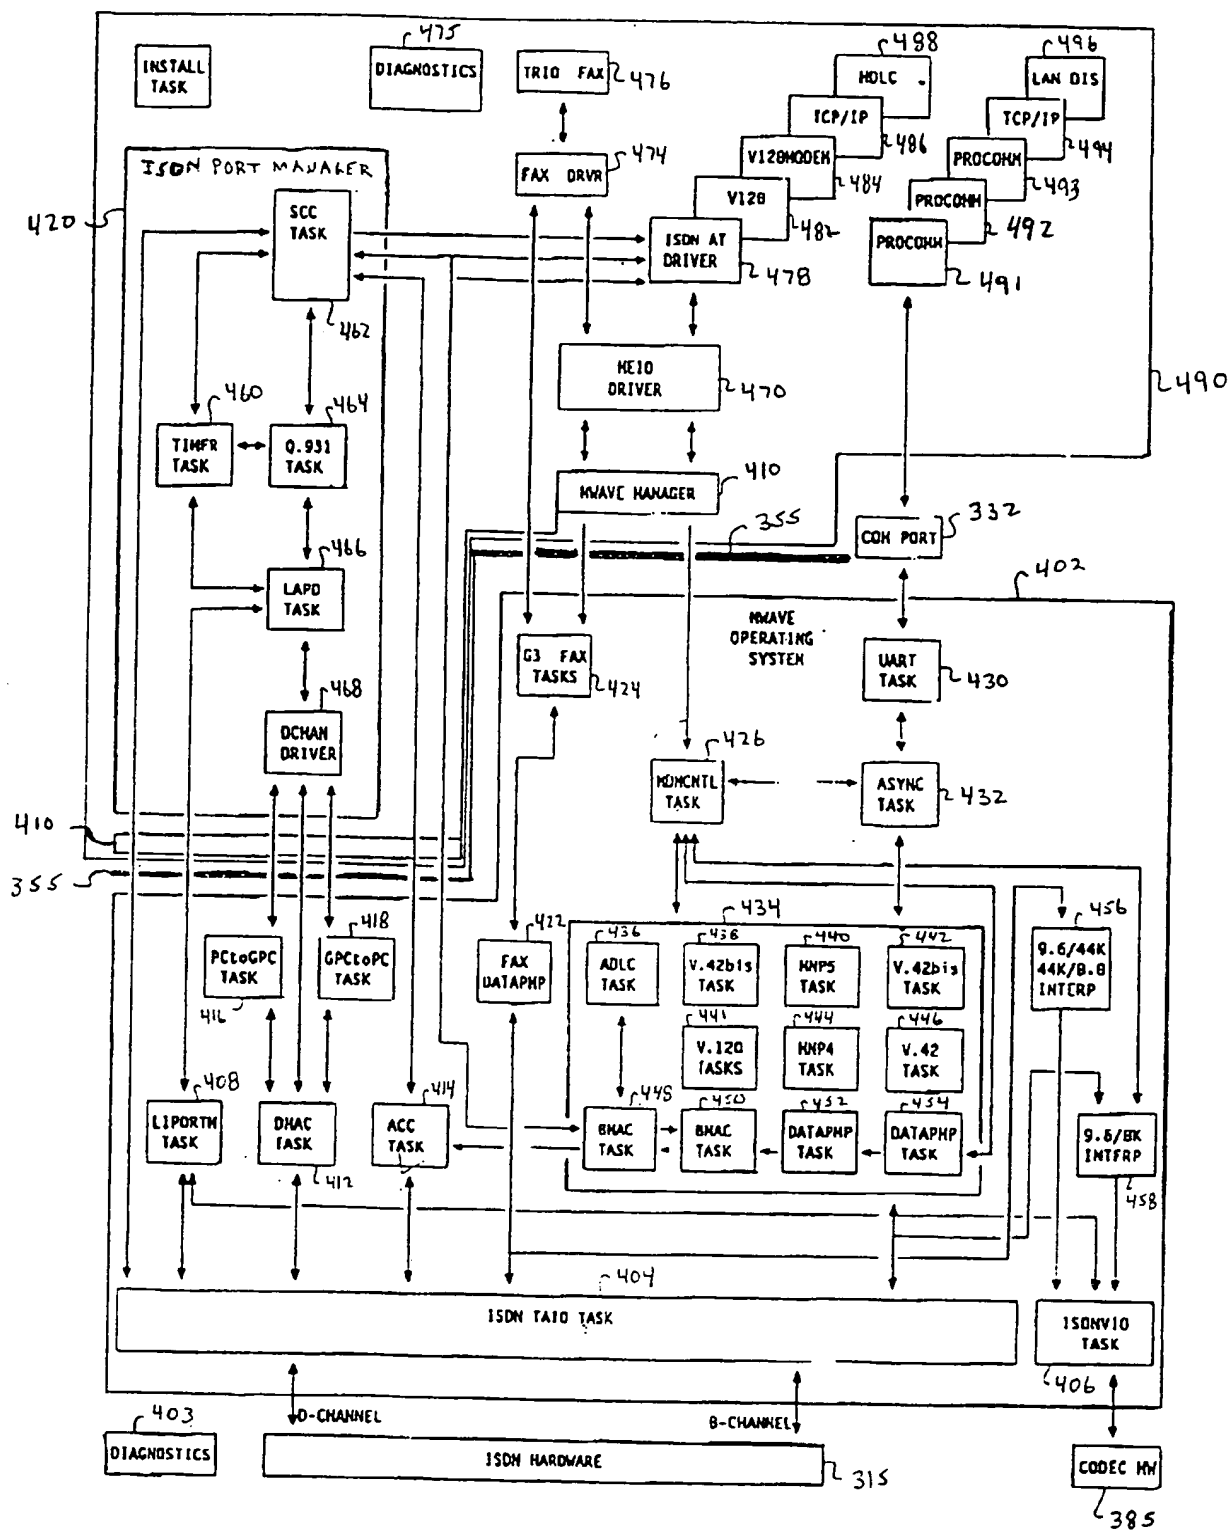 475
488
496
INSTALL
TASK
DIAGNOSTICS
TRIO FAX
476
HDLC
LAN DIS
TCP/IP
486
TCP/IP
494
ISDN PORT MANAGER
FAX DRVR
474
V120MODEM
484
PROCOMM
493
420
SCC
TASK
462
V120
482
PROCOMM
492
ISDN AT
DRIVER
478
PROCOMM
491
MEIO
DRIVER
470
490
460
464
TIMER
TASK
Q.931
TASK
MWAVE MANAGER
410
355
COM PORT
332
466
402
LAPD
TASK
MWAVE
OPERATING
SYSTEM
G3 FAX
TASKS
424
UART
TASK
430
468
DCHAN
DRIVER
426
MDMCNTL
TASK
ASYNC
TASK
432
410
355
434
418
422
436
438
440
442
456
PCtoGPC
TASK
416
GPCtoPC
TASK
FAX
DATAPMP
ADLC
TASK
V.42bis
TASK
MNP5
TASK
V.42bis
TASK
9.6/44K
44K/8.8
INTERP
441
444
446
V.120
TASKS
MNP4
TASK
V.42
TASK
408
414
448
450
452
454
LIPORTM
TASK
DMAC
TASK
412
ACC
TASK
BMAC
TASK
BMAC
TASK
DATAPMP
TASK
DATAPMP
TASK
9.6/8K
INTERP
458
404
ISDN TAIO TASK
ISDNVIO
TASK
406
D-CHANNEL
B-CHANNEL
403
DIAGNOSTICS
ISDN HARDWARE
315
CODEC HW
385